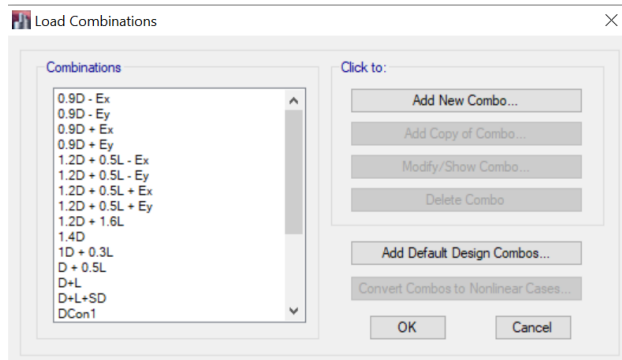 Load Combinations
Combinations
0.9D - Ex
0.9D - Ey
0.9D + Ex
0.9D + Ey
1.2D + 0.5L - Ex
1.2D + 0.5L - Ey
1.2D + 0.5L + Ex
1.2D + 0.5L + Ey
1.2D + 1.6L
1.4D
1D + 0.3L
D + 0.5L
D+L
D+L+SD
DCon1
Click to:
Add New Combo...
Add Copy of Combo...
Modify/Show Combo...
Delete Combo
Add Default Design Combos...
Convert Combos to Nonlinear Cases...
OK
Cancel